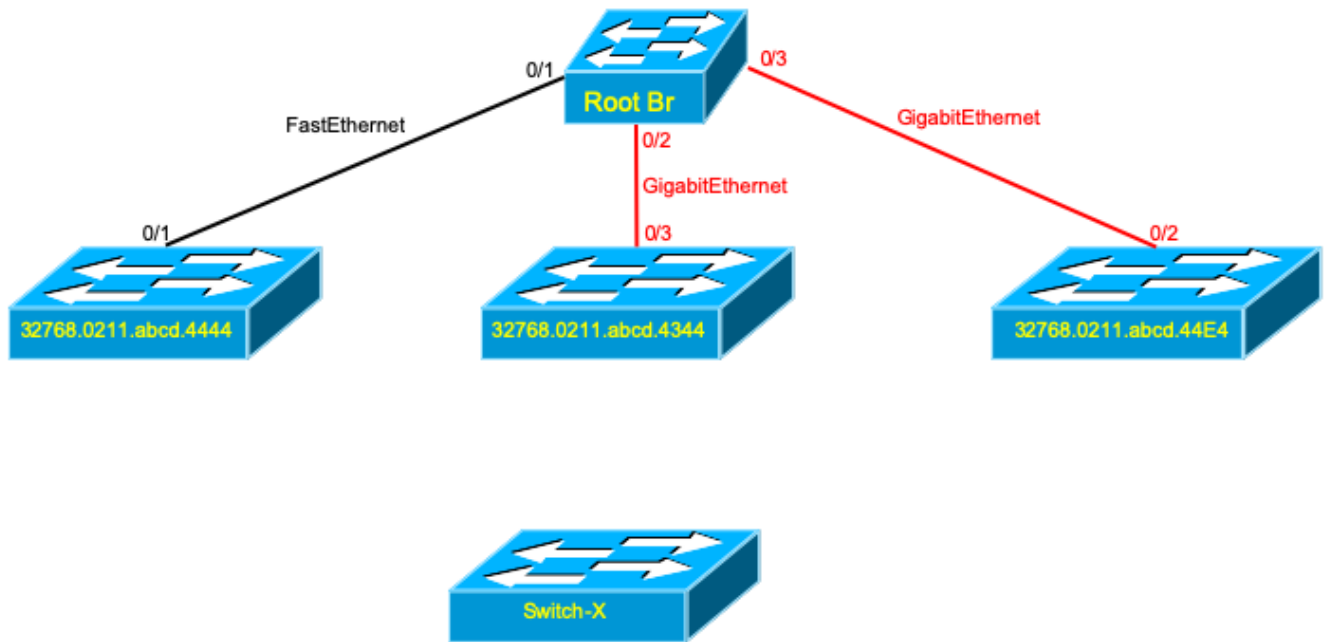 0/1
Root Br
0/3
FastEthernet
0/2
GigabitEthernet
GigabitEthernet
0/1
0/3
0/2
32768.0211.abcd.4444
32768.0211.abcd.4344
32768.0211.abcd.44E4
Switch-X